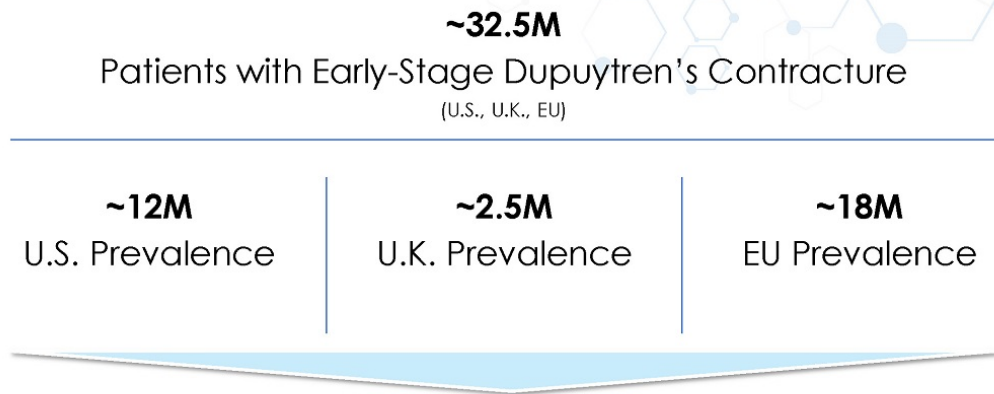 ~32.5M
Patients with Early-Stage Dupuytren's Contracture
(U.S., U.K., EU)
~12M
U.S. Prevalence
~2.5M
U.K. Prevalence
~18M
EU Prevalence